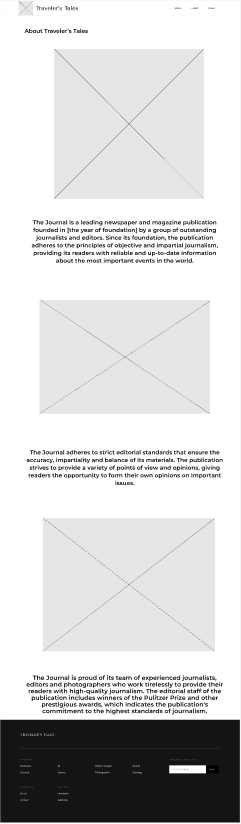 Traveler's Tales
About Traveler's Tales
The Journal is a leading newspaper and magazine publication
founded in [the year of foundation] by a group of outstanding
journalists and editors. Since its foundation, the publication
adheres to the principles of objective and impartial journalism,
providing its readers with reliable and up-to-date information
about the most important events in the world.
The Journal adheres to strict editorial standards that ensure the
accuracy, impartiality and balance of its materials. The publication
strives to provide a variety of points of view and opinions, giving
readers the opportunity to form their own opinions on important
issues.
The Journal is proud of its team of experienced journalists,
editors and photographers who work tirelessly to provide their
readers with high-quality journalism. The editorial staff of the
publication includes winners of the Pulitzer Prize and other
prestigious awards, which indicates the publication's
commitment to the highest standards of journalism.
TRAVELER'S TALES